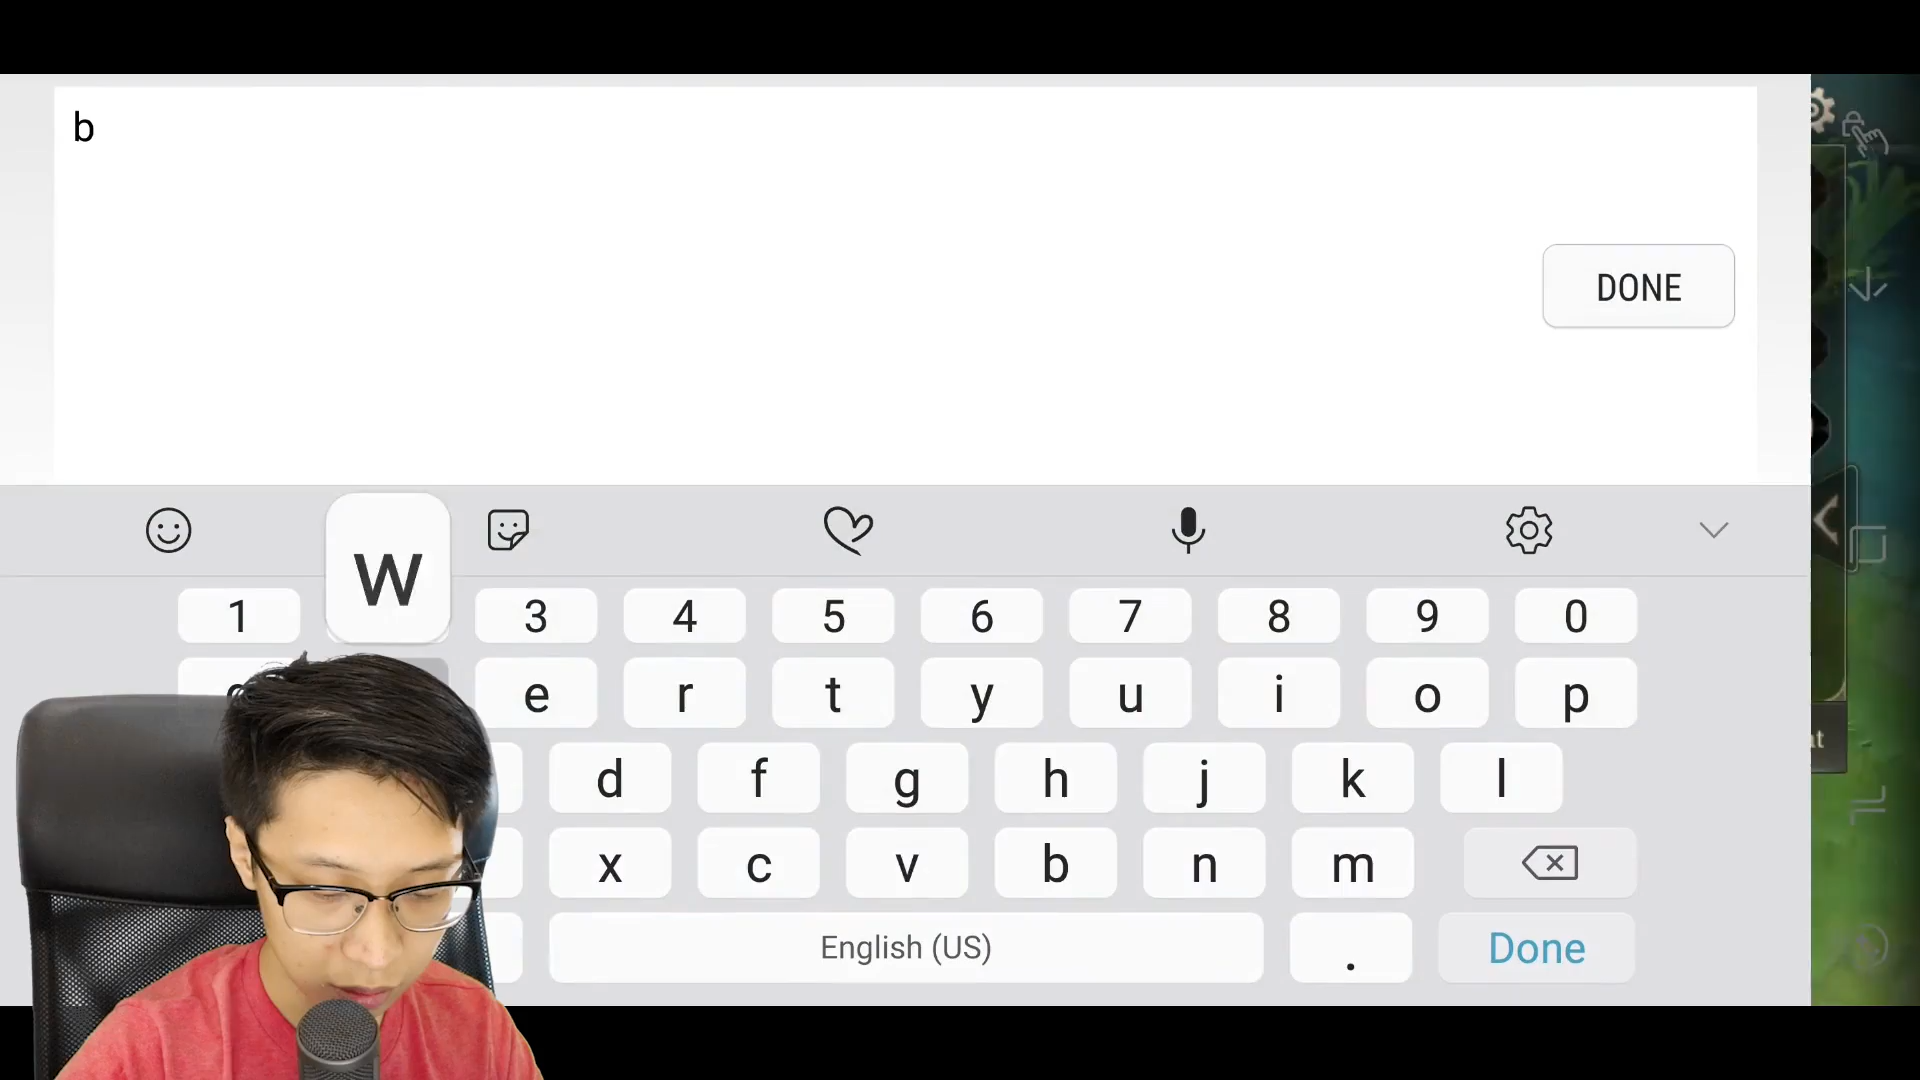 b
DONE
W
1 3 4 5 6 7 8 9 0
e r t y u i o p
d f g h j k l
x c v b n m
English (US) . Done